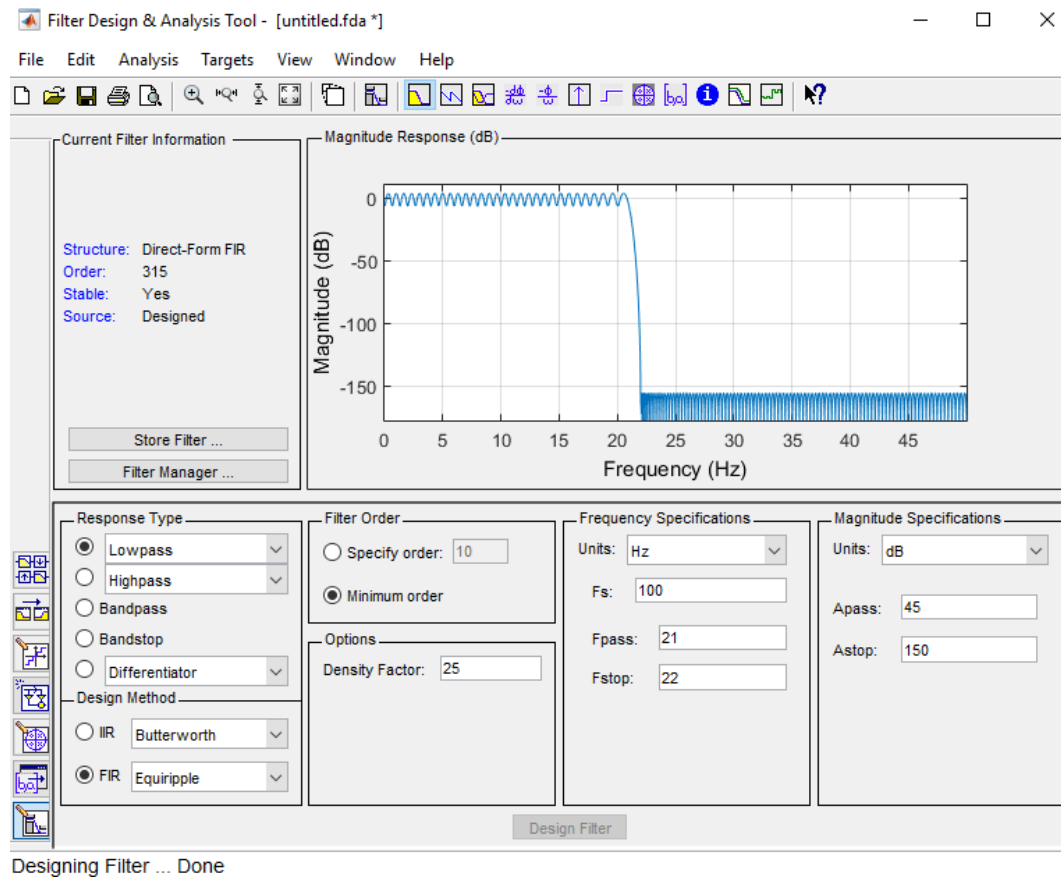 Filter Design & Analysis Tool - [untitled.fda *]
File Edit Analysis Targets View Window Help
Current Filter Information
Structure: Direct-Form FIR
Order: 315
Stable: Yes
Source: Designed
Store Filter ...
Filter Manager ...
Magnitude Response (dB)
Magnitude (dB)
0
-50
-100
-150
0 5 10 15 20 25 30 35 40 45
Frequency (Hz)
Response Type
Lowpass
Highpass
Bandpass
Bandstop
Differentiator
Design Method
IIR Butterworth
FIR Equiripple
Filter Order
Specify order: 10
Minimum order
Options
Density Factor: 25
Frequency Specifications
Units: Hz
Fs: 100
Fpass: 21
Fstop: 22
Magnitude Specifications
Units: dB
Apass: 45
Astop: 150
Design Filter
Designing Filter ... Done